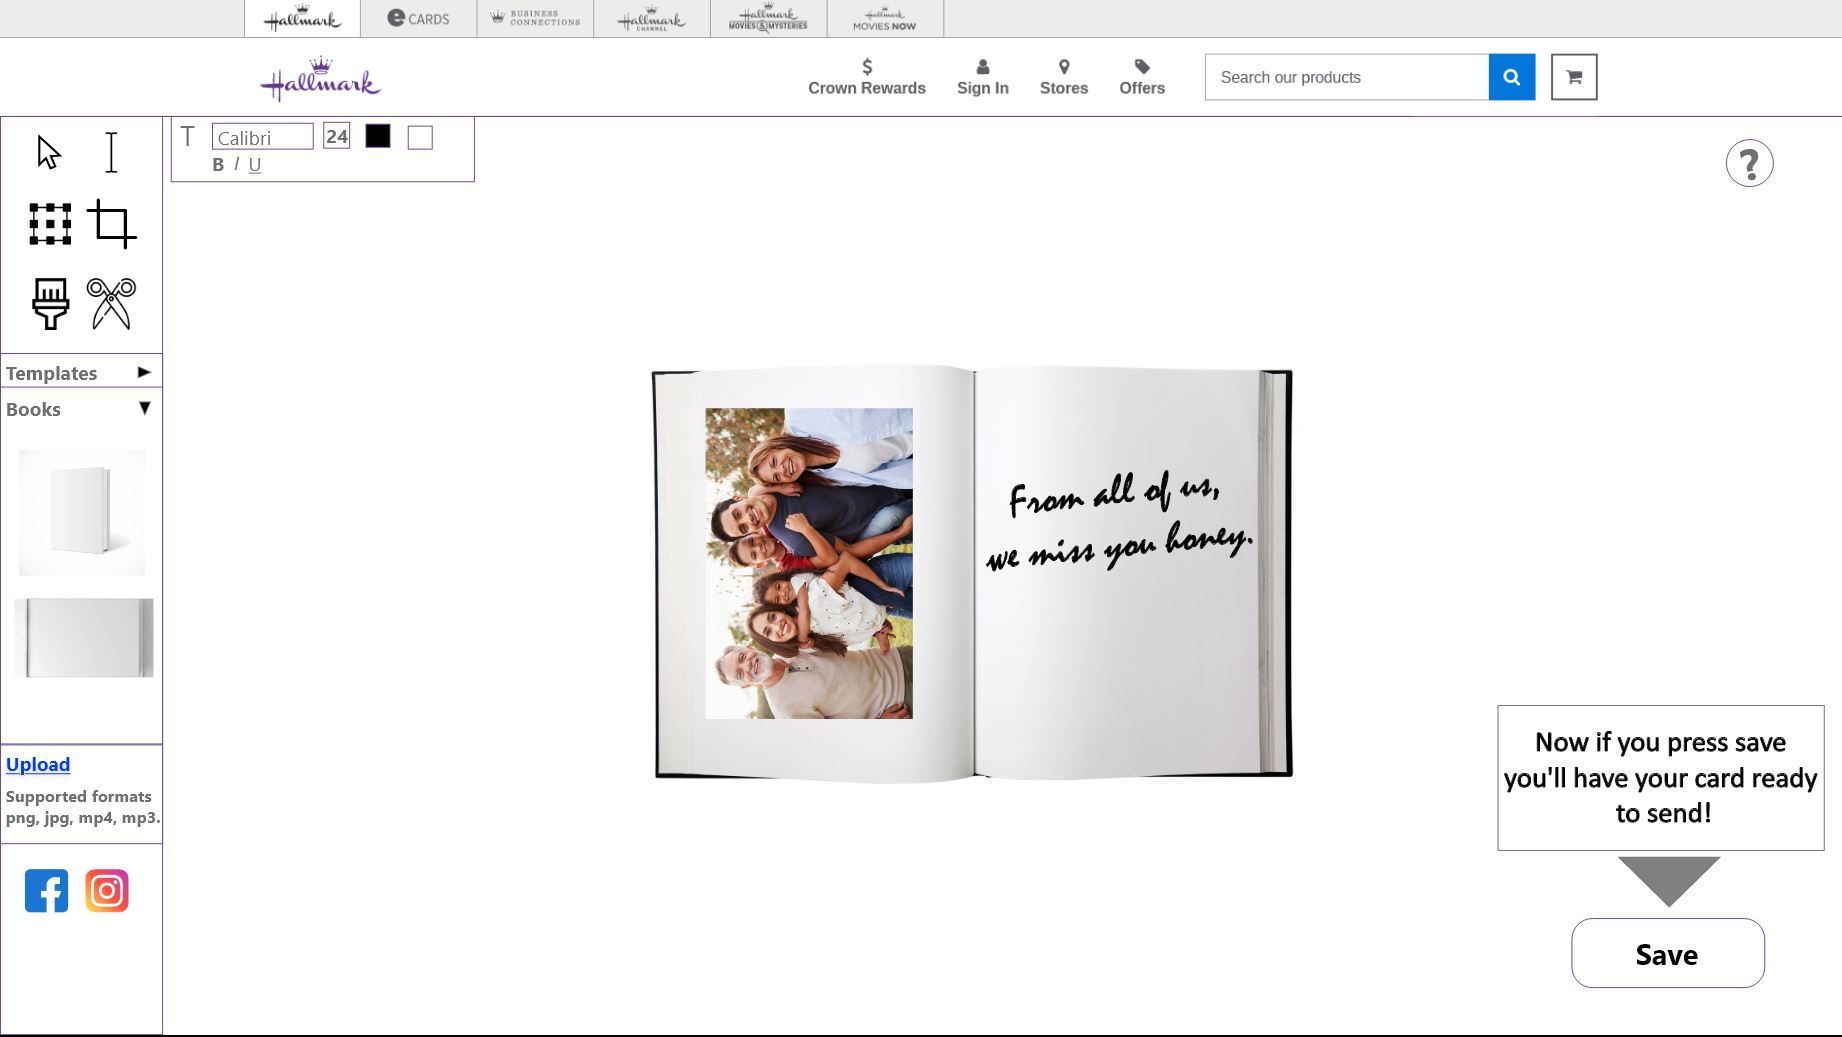 Hallmark
e CARDS
Hallmark BUSINESS CONNECTIONS
Hallmark CHANNEL
Hallmark MOVIES & MYSTERIES
Hallmark MOVIES NOW
Hallmark
$
Crown Rewards
Sign In
Stores
Offers
Search our products
T
Calibri
24
B I U
?
Templates
Books
From all of us,
we miss you honey.
Upload
Supported formats
png, jpg, mp4, mp3.
Now if you press save
you'll have your card ready
to send!
Save